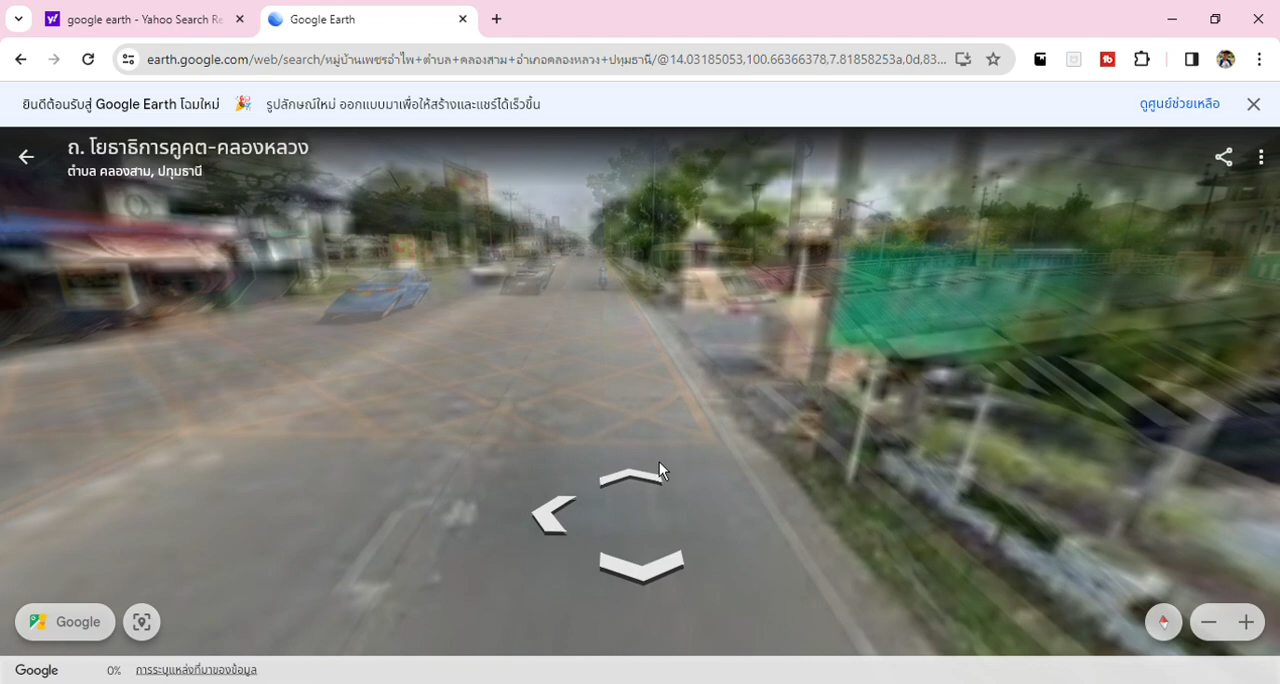 google earth - Yahoo Search Re
Google Earth
earth.google.com/web/search/หมู่บ้านเพชรอำไพ+ตำบล+คลองสาม+อำเภอคลองหลวง+ปทุมธานี/@14.03185053,100.66366378,7.81858253a,0d,83...
ยินดีต้อนรับสู่ Google Earth โฉมใหม่ 🎉 รูปลักษณ์ใหม่ ออกแบบมาเพื่อให้สร้างและแชร์ได้เร็วขึ้น
ดูศูนย์ช่วยเหลือ
ถ. โยธาธิการคูคต-คลองหลวง
ตำบล คลองสาม, ปทุมธานี
Google
Google 0% การระบุแหล่งที่มาของข้อมูล